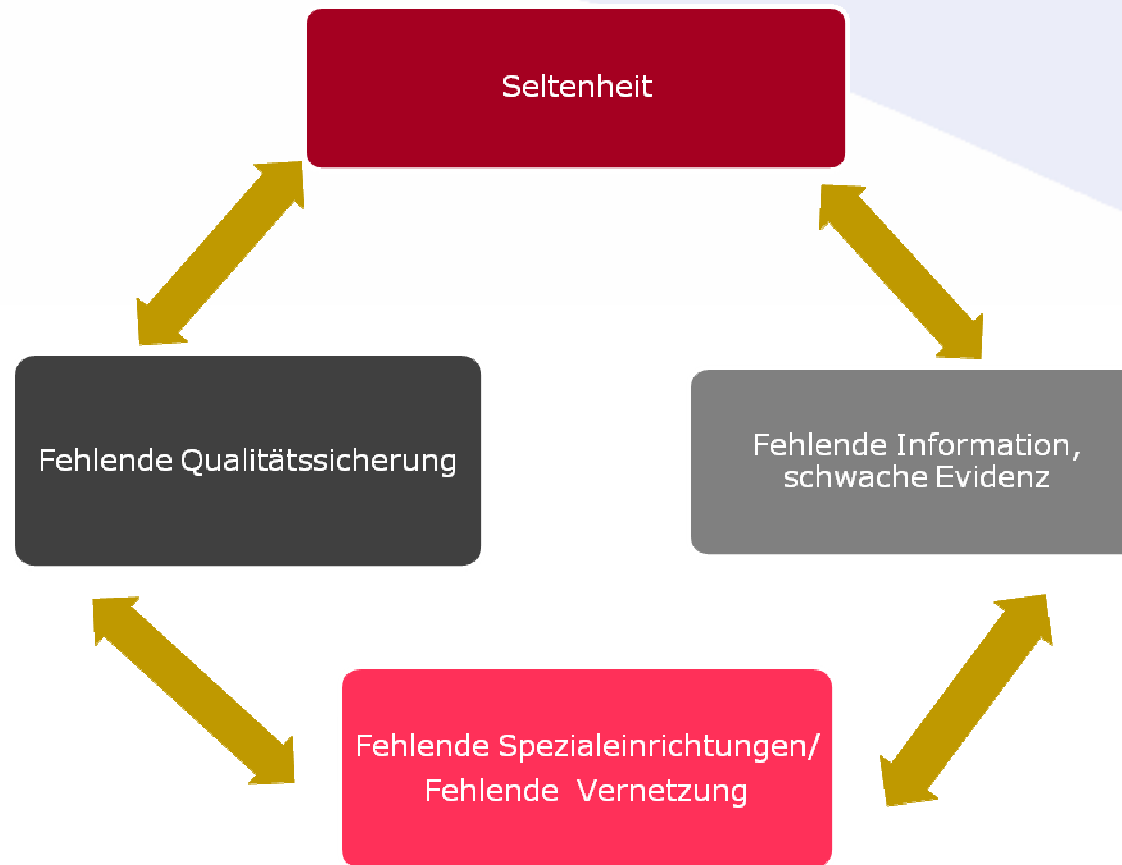 Seltenheit
Fehlende Qualitätssicherung
Fehlende Information,
schwache Evidenz
Fehlende Spezialeinrichtungen/
Fehlende Vernetzung